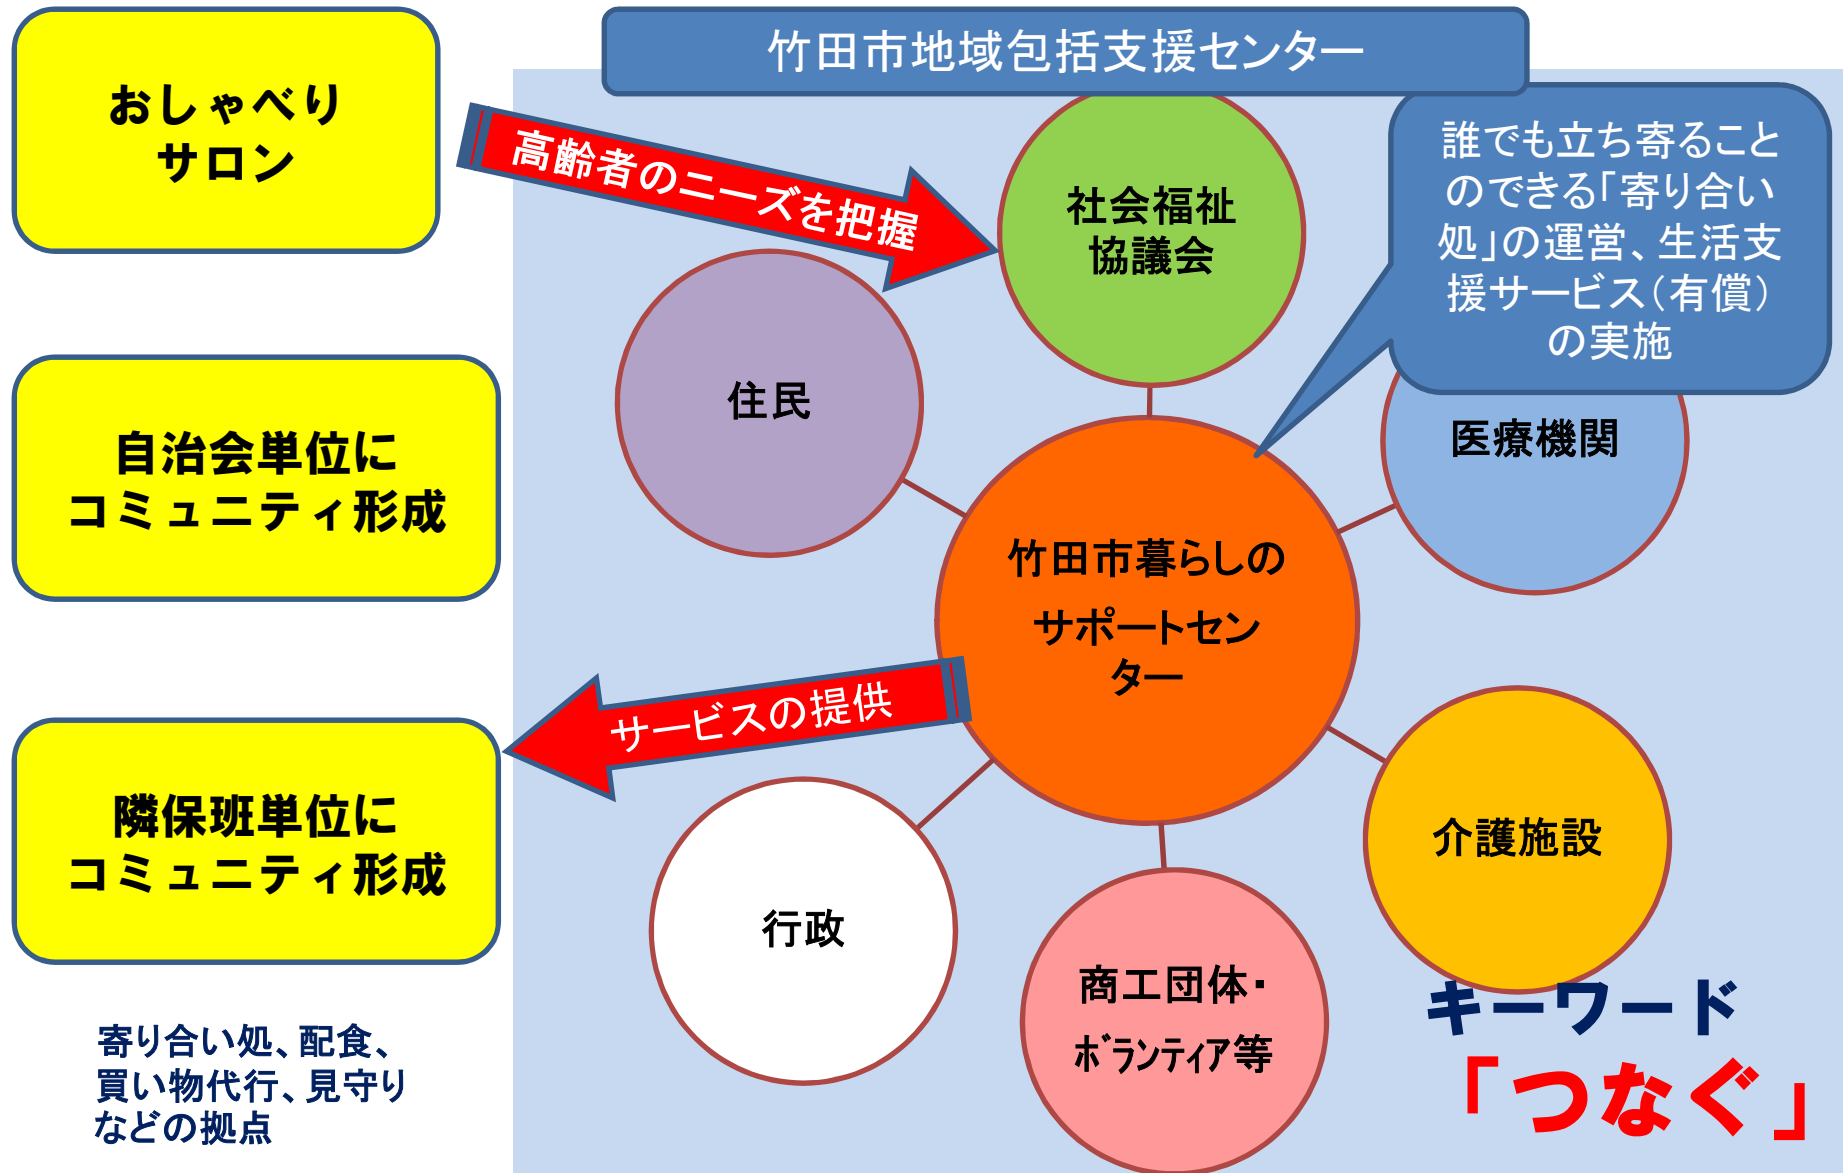 竹田市地域包括支援センター
おしゃべり
サロン
高齢者のニーズを把握
社会福祉
協議会
誰でも立ち寄ること
のできる「寄り合い
処」の運営、生活支
援サービス（有償）
の実施
住民
医療機関
自治会単位に
コミュニティ形成
竹田市暮らしの
サポートセン
ター
サービスの提供
隣保班単位に
コミュニティ形成
介護施設
行政
商工団体・
ボランティア等
キーワード
「つなぐ」
寄り合い処、配食、
買い物代行、見守り
などの拠点